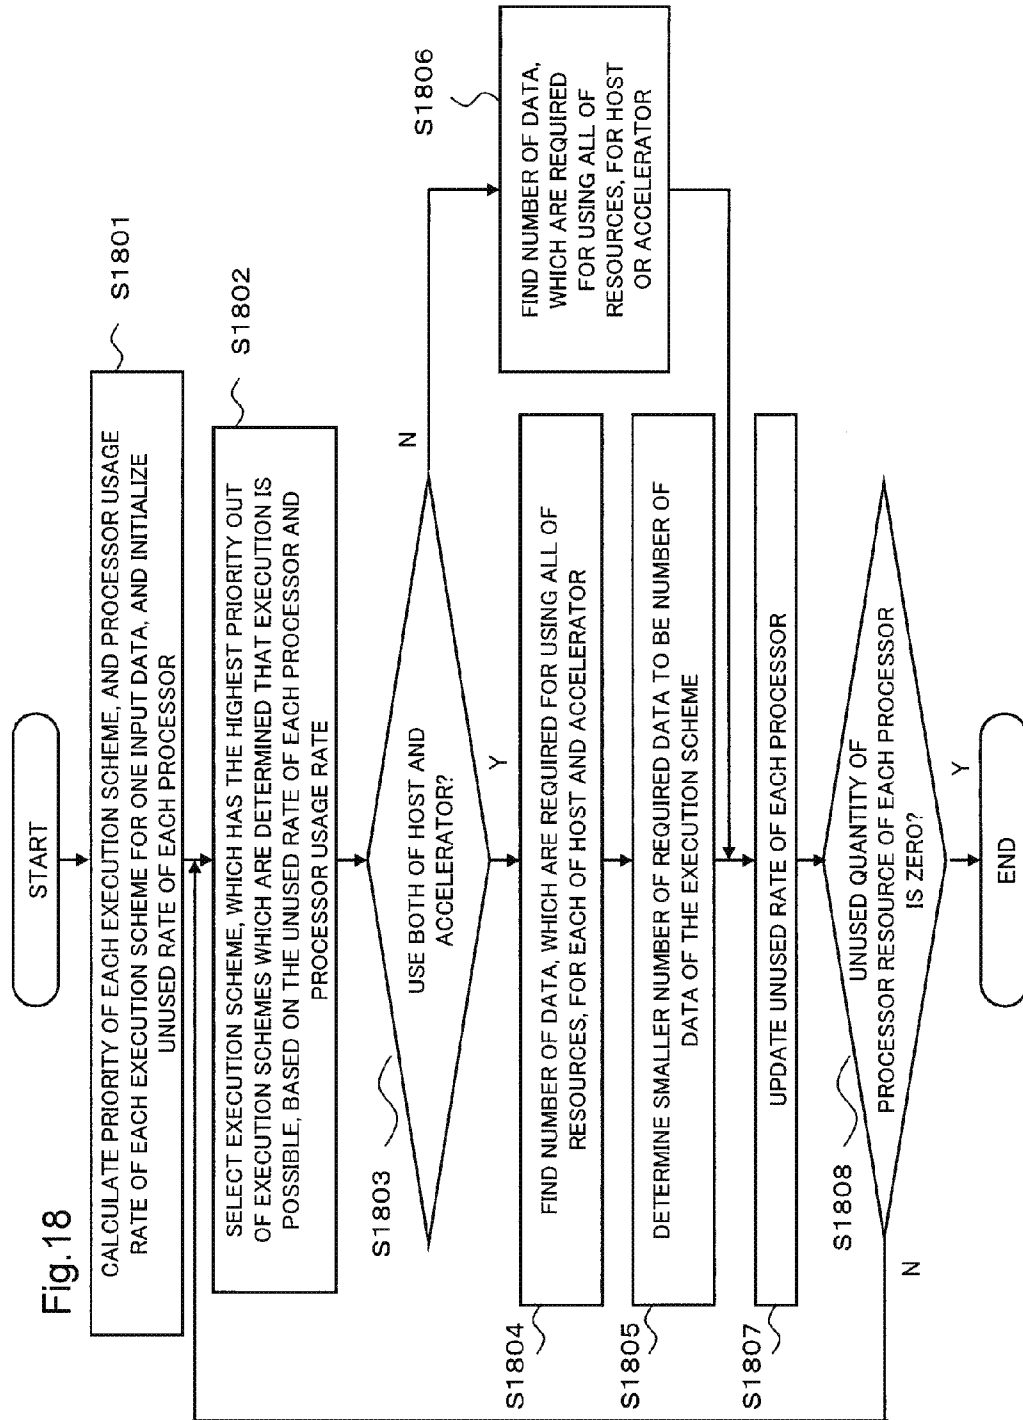 Fig.18
START
S1801
CALCULATE PRIORITY OF EACH EXECUTION SCHEME, AND PROCESSOR USAGE
RATE OF EACH EXECUTION SCHEME FOR ONE INPUT DATA, AND INITIALIZE
UNUSED RATE OF EACH PROCESSOR
S1802
SELECT EXECUTION SCHEME, WHICH HAS THE HIGHEST PRIORITY OUT
OF EXECUTION SCHEMES WHICH ARE DETERMINED THAT EXECUTION IS
POSSIBLE, BASED ON THE UNUSED RATE OF EACH PROCESSOR AND
PROCESSOR USAGE RATE
S1803
USE BOTH OF HOST AND
ACCELERATOR?
N
Y
S1806
FIND NUMBER OF DATA,
WHICH ARE REQUIRED
FOR USING ALL OF
RESOURCES, FOR HOST
OR ACCELERATOR
S1804
FIND NUMBER OF DATA, WHICH ARE REQUIRED FOR USING ALL OF
RESOURCES, FOR EACH OF HOST AND ACCELERATOR
S1805
DETERMINE SMALLER NUMBER OF REQUIRED DATA TO BE NUMBER OF
DATA OF THE EXECUTION SCHEME
S1807
UPDATE UNUSED RATE OF EACH PROCESSOR
S1808
UNUSED QUANTITY OF
PROCESSOR RESOURCE OF EACH PROCESSOR
IS ZERO?
N
Y
END